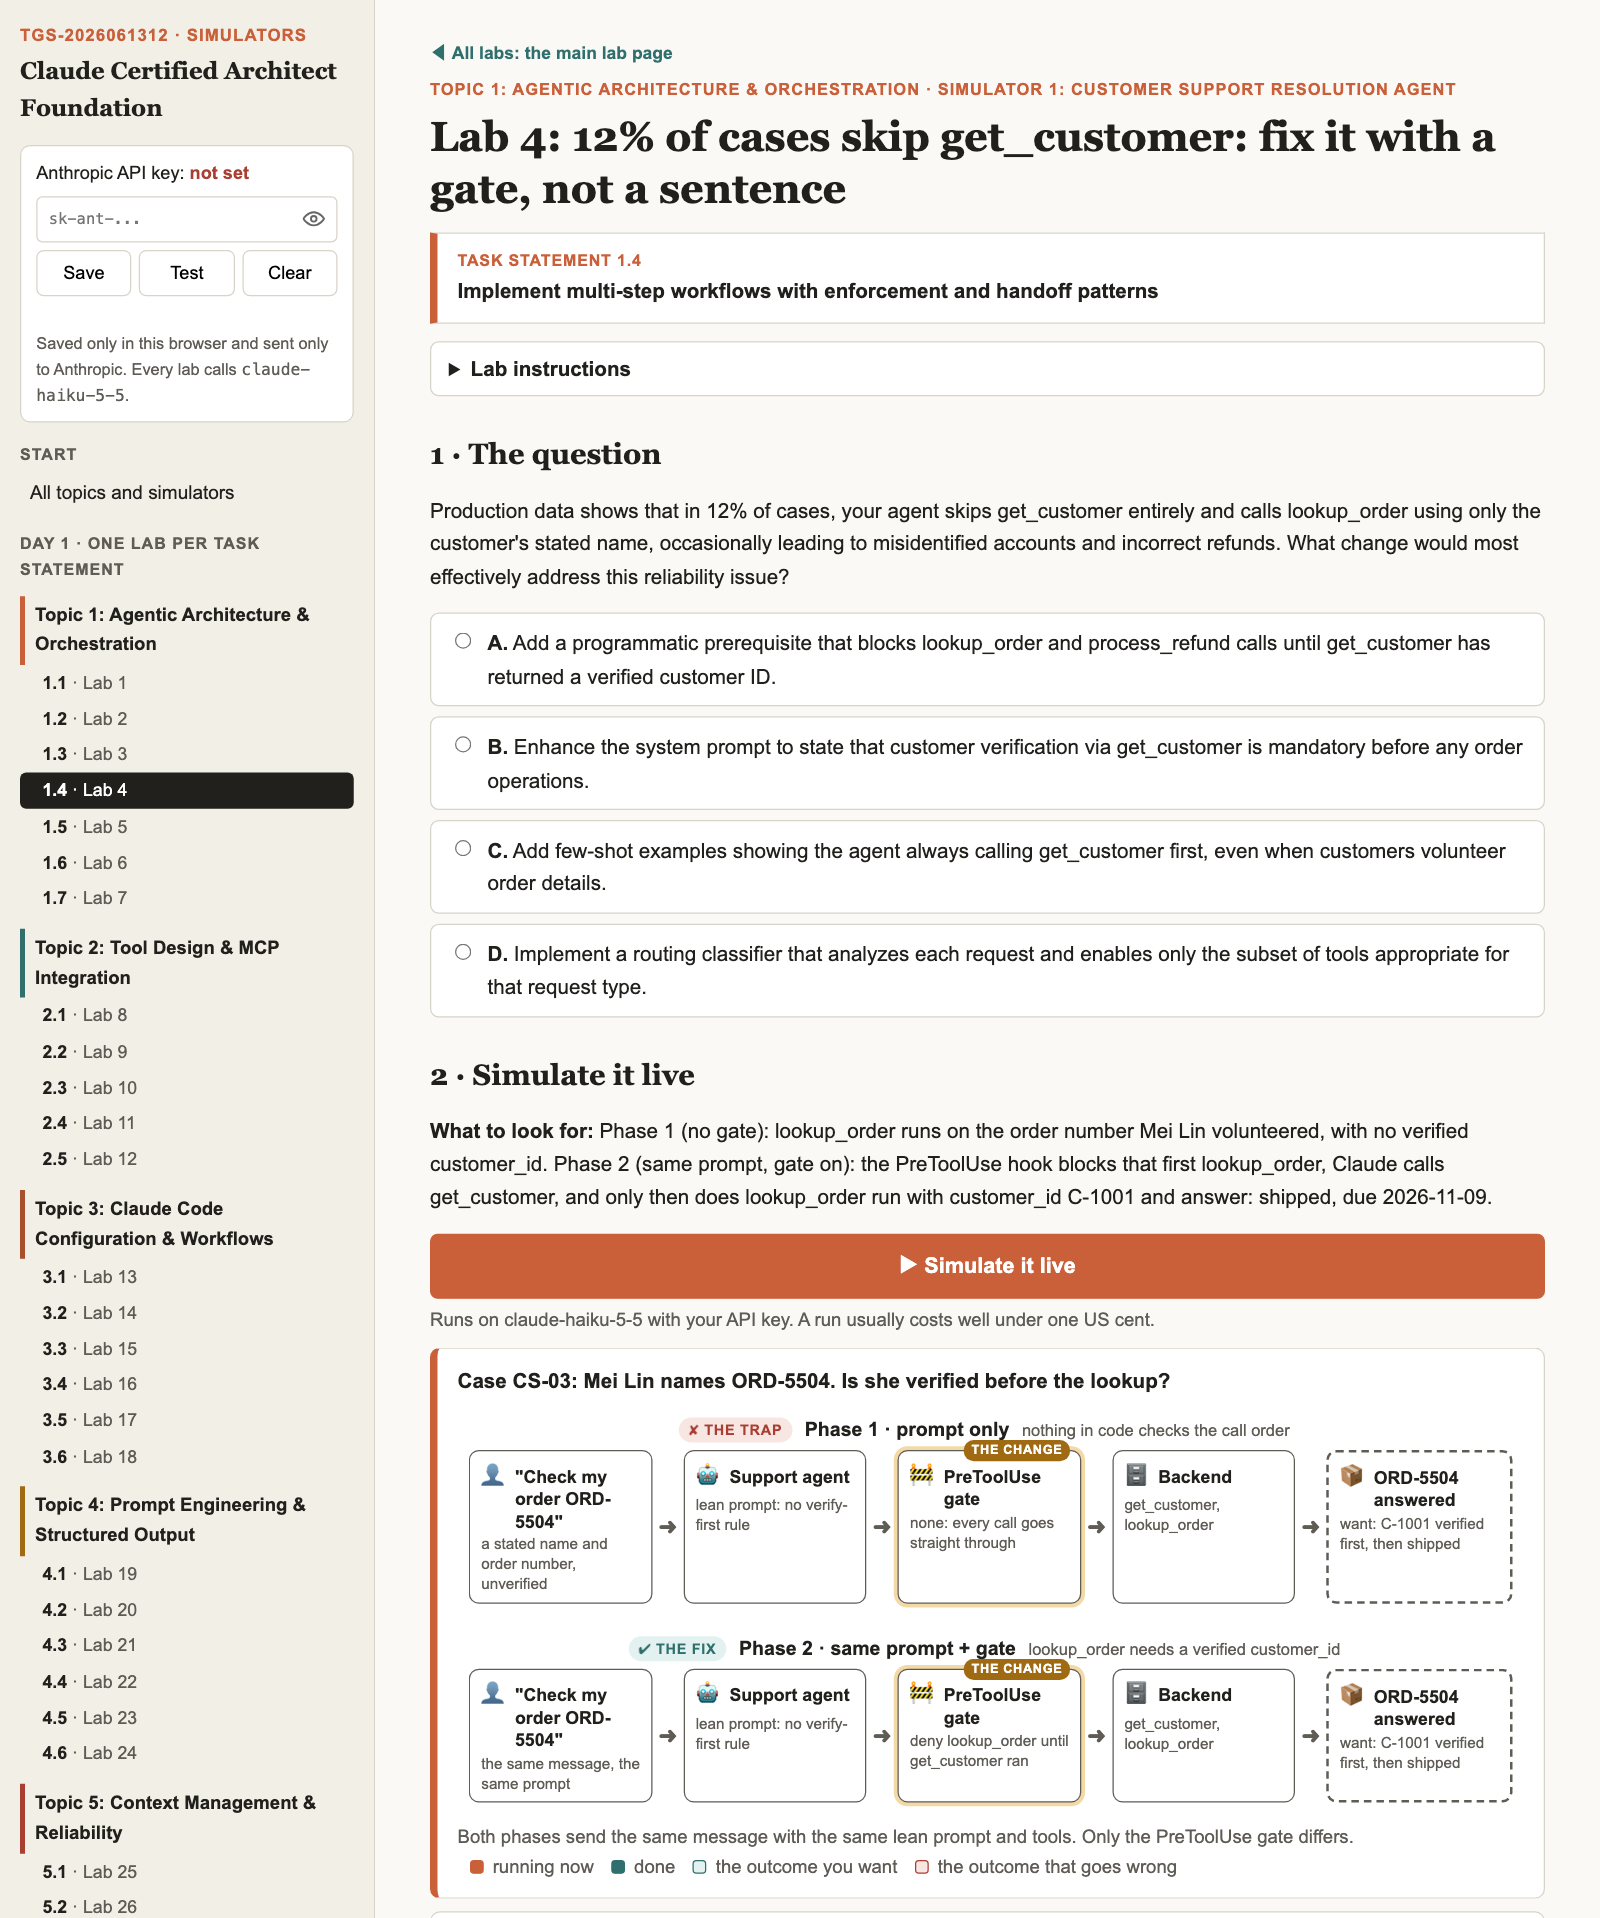 TGS-2026061312 · SIMULATORS
Claude Certified Architect
Foundation
Anthropic API key: not set
sk-ant-...
Save
Test
Clear
Saved only in this browser and sent only
to Anthropic. Every lab calls claude-
haiku-5-5.
START
All topics and simulators
DAY 1 · ONE LAB PER TASK
STATEMENT
Topic 1: Agentic Architecture &
Orchestration
1.1 · Lab 1
1.2 · Lab 2
1.3 · Lab 3
1.4 · Lab 4
1.5 · Lab 5
1.6 · Lab 6
1.7 · Lab 7
Topic 2: Tool Design & MCP
Integration
2.1 · Lab 8
2.2 · Lab 9
2.3 · Lab 10
2.4 · Lab 11
2.5 · Lab 12
Topic 3: Claude Code
Configuration & Workflows
3.1 · Lab 13
3.2 · Lab 14
3.3 · Lab 15
3.4 · Lab 16
3.5 · Lab 17
3.6 · Lab 18
Topic 4: Prompt Engineering &
Structured Output
4.1 · Lab 19
4.2 · Lab 20
4.3 · Lab 21
4.4 · Lab 22
4.5 · Lab 23
4.6 · Lab 24
Topic 5: Context Management &
Reliability
5.1 · Lab 25
5.2 · Lab 26
◀ All labs: the main lab page
TOPIC 1: AGENTIC ARCHITECTURE & ORCHESTRATION · SIMULATOR 1: CUSTOMER SUPPORT RESOLUTION AGENT
Lab 4: 12% of cases skip get_customer: fix it with a
gate, not a sentence
TASK STATEMENT 1.4
Implement multi-step workflows with enforcement and handoff patterns
▶ Lab instructions
1 · The question
Production data shows that in 12% of cases, your agent skips get_customer entirely and calls lookup_order using only the
customer's stated name, occasionally leading to misidentified accounts and incorrect refunds. What change would most
effectively address this reliability issue?
A. Add a programmatic prerequisite that blocks lookup_order and process_refund calls until get_customer has
returned a verified customer ID.
B. Enhance the system prompt to state that customer verification via get_customer is mandatory before any order
operations.
C. Add few-shot examples showing the agent always calling get_customer first, even when customers volunteer
order details.
D. Implement a routing classifier that analyzes each request and enables only the subset of tools appropriate for
that request type.
2 · Simulate it live
What to look for: Phase 1 (no gate): lookup_order runs on the order number Mei Lin volunteered, with no verified
customer_id. Phase 2 (same prompt, gate on): the PreToolUse hook blocks that first lookup_order, Claude calls
get_customer, and only then does lookup_order run with customer_id C-1001 and answer: shipped, due 2026-11-09.
▶ Simulate it live
Runs on claude-haiku-5-5 with your API key. A run usually costs well under one US cent.
Case CS-03: Mei Lin names ORD-5504. Is she verified before the lookup?
✘ THE TRAP Phase 1 · prompt only nothing in code checks the call order
"Check my
order ORD-
5504"
a stated name and
order number,
unverified
➜
Support agent
lean prompt: no verify-
first rule
➜
THE CHANGE
PreToolUse
gate
none: every call goes
straight through
➜
Backend
get_customer,
lookup_order
➜
ORD-5504
answered
want: C-1001 verified
first, then shipped
✔ THE FIX Phase 2 · same prompt + gate lookup_order needs a verified customer_id
"Check my
order ORD-
5504"
the same message, the
same prompt
➜
Support agent
lean prompt: no verify-
first rule
➜
THE CHANGE
PreToolUse
gate
deny lookup_order until
get_customer ran
➜
Backend
get_customer,
lookup_order
➜
ORD-5504
answered
want: C-1001 verified
first, then shipped
Both phases send the same message with the same lean prompt and tools. Only the PreToolUse gate differs.
running now done the outcome you want the outcome that goes wrong